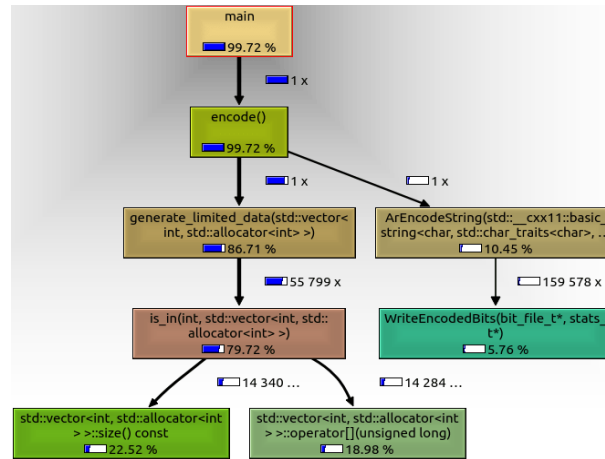 main
99.72 %
1 x
encode()
99.72 %
1 x
1 x
generate_limited_data(std::vector<
int, std::allocator<int> >)
86.71 %
ArEncodeString(std::__cxx11::basic_
string<char, std::char_traits<char>, ...
10.45 %
55 799 x
159 578 x
is_in(int, std::vector<int, std::
allocator<int> >)
79.72 %
WriteEncodedBits(bit_file_t*, stats_
t*)
5.76 %
14 340 ...
14 284 ...
std::vector<int, std::allocator<int
> >::size() const
22.52 %
std::vector<int, std::allocator<int
> >::operator[](unsigned long)
18.98 %